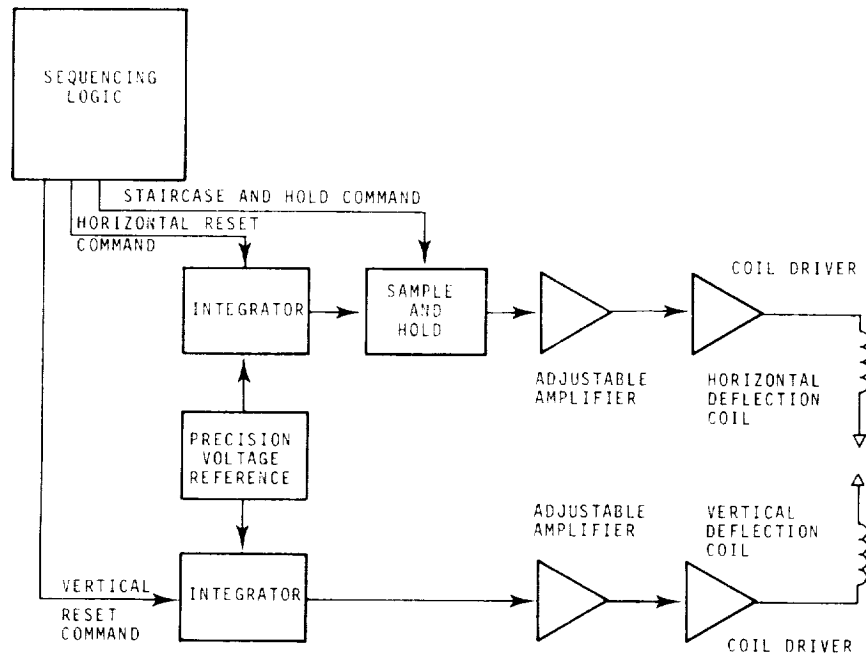 SEQUENCING
LOGIC
STAIRCASE AND HOLD COMMAND
HORIZONTAL RESET
COMMAND
INTEGRATOR
SAMPLE
AND
HOLD
COIL DRIVER
ADJUSTABLE
AMPLIFIER
HORIZONTAL
DEFLECTION
COIL
PRECISION
VOLTAGE
REFERENCE
ADJUSTABLE
AMPLIFIER
VERTICAL
DEFLECTION
COIL
VERTICAL
RESET
COMMAND
INTEGRATOR
COIL DRIVER